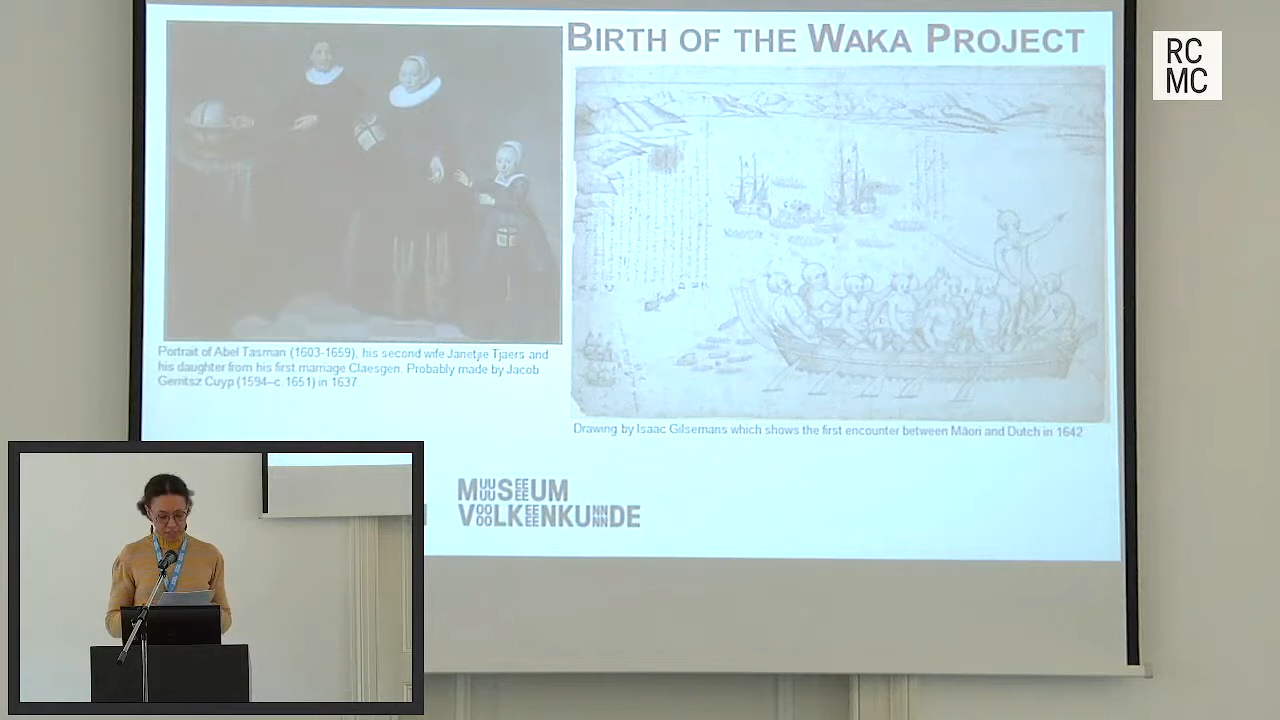 BIRTH OF THE WAKA PROJECT
RC
MC
Portrait of Abel Tasman (1603-1659), his second wife Janetjie Tjaers and
his daughter from his first marriage Claesgen. Probably made by Jacob
Gerritsz Cuyp (1594–c. 1651) in 1637.
Drawing by Isaac Gilsemans which shows the first encounter between Māori and Dutch in 1642
MUSEUM
VOLKENKUNDE